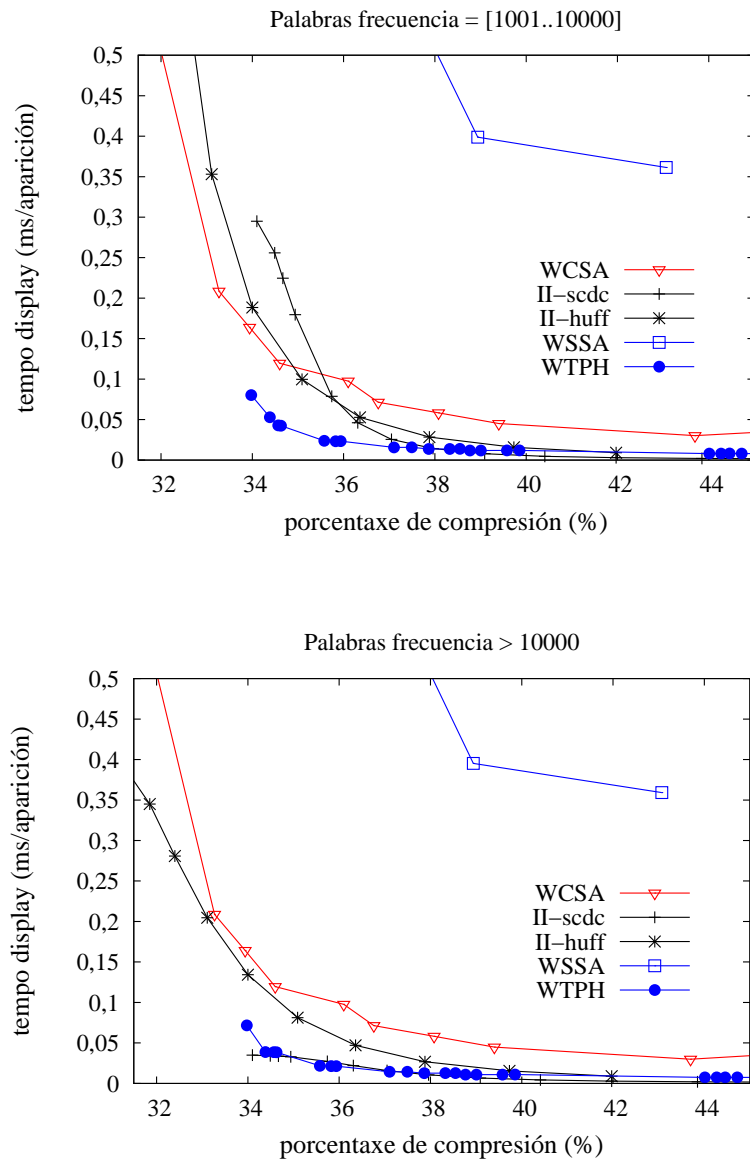 Palabras frecuencia = [1001..10000]
0,5
0,45
0,4
0,35
0,3
0,25
0,2
0,15
0,1
0,05
0
tempo display (ms/aparición)
WCSA
II−scdc
II−huff
WSSA
WTPH
32 34 36 38 40 42 44
porcentaxe de compresión (%)
Palabras frecuencia > 10000
0,5
0,45
0,4
0,35
0,3
0,25
0,2
0,15
0,1
0,05
0
tempo display (ms/aparición)
WCSA
II−scdc
II−huff
WSSA
WTPH
32 34 36 38 40 42 44
porcentaxe de compresión (%)